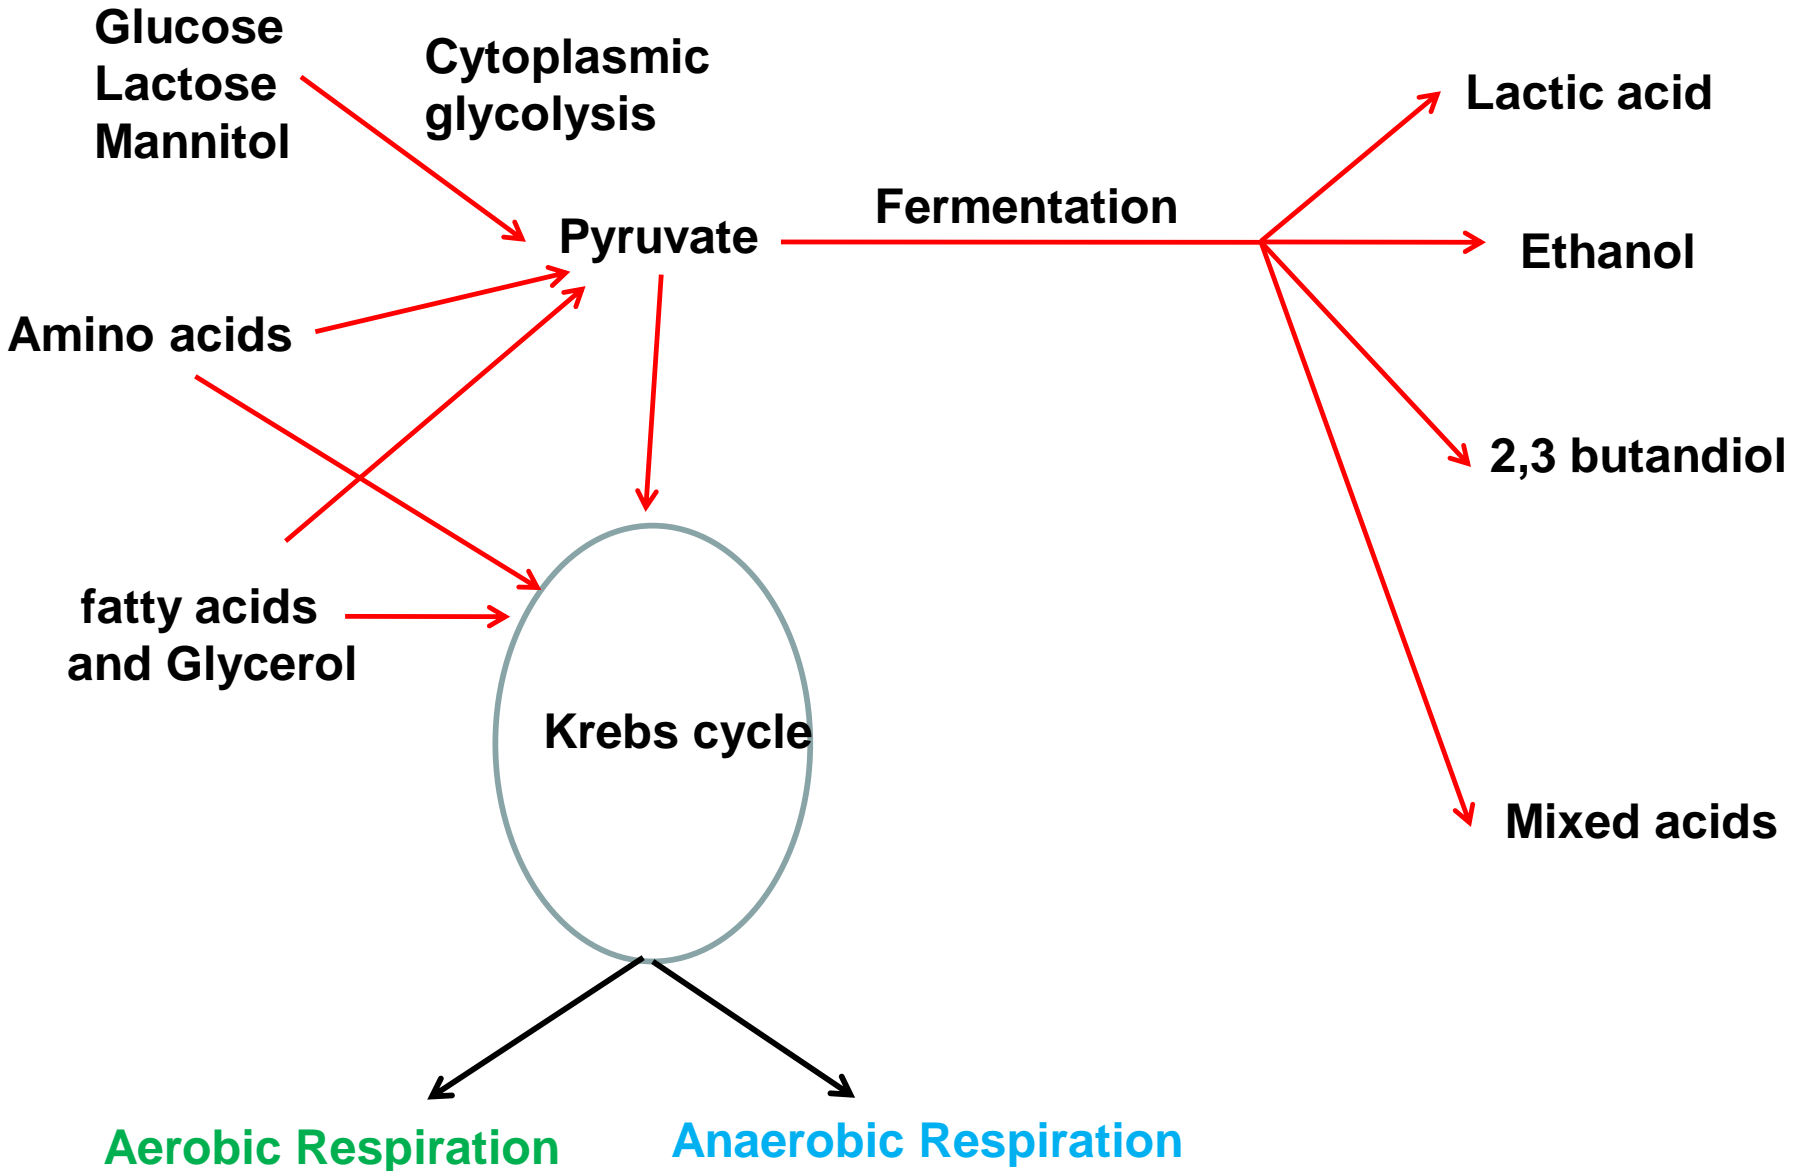 Glucose
Lactose
Mannitol
Cytoplasmic
glycolysis
Lactic acid
Fermentation
Pyruvate
Ethanol
Amino acids
2,3 butandiol
fatty acids
and Glycerol
Krebs cycle
Mixed acids
Aerobic Respiration
Anaerobic Respiration